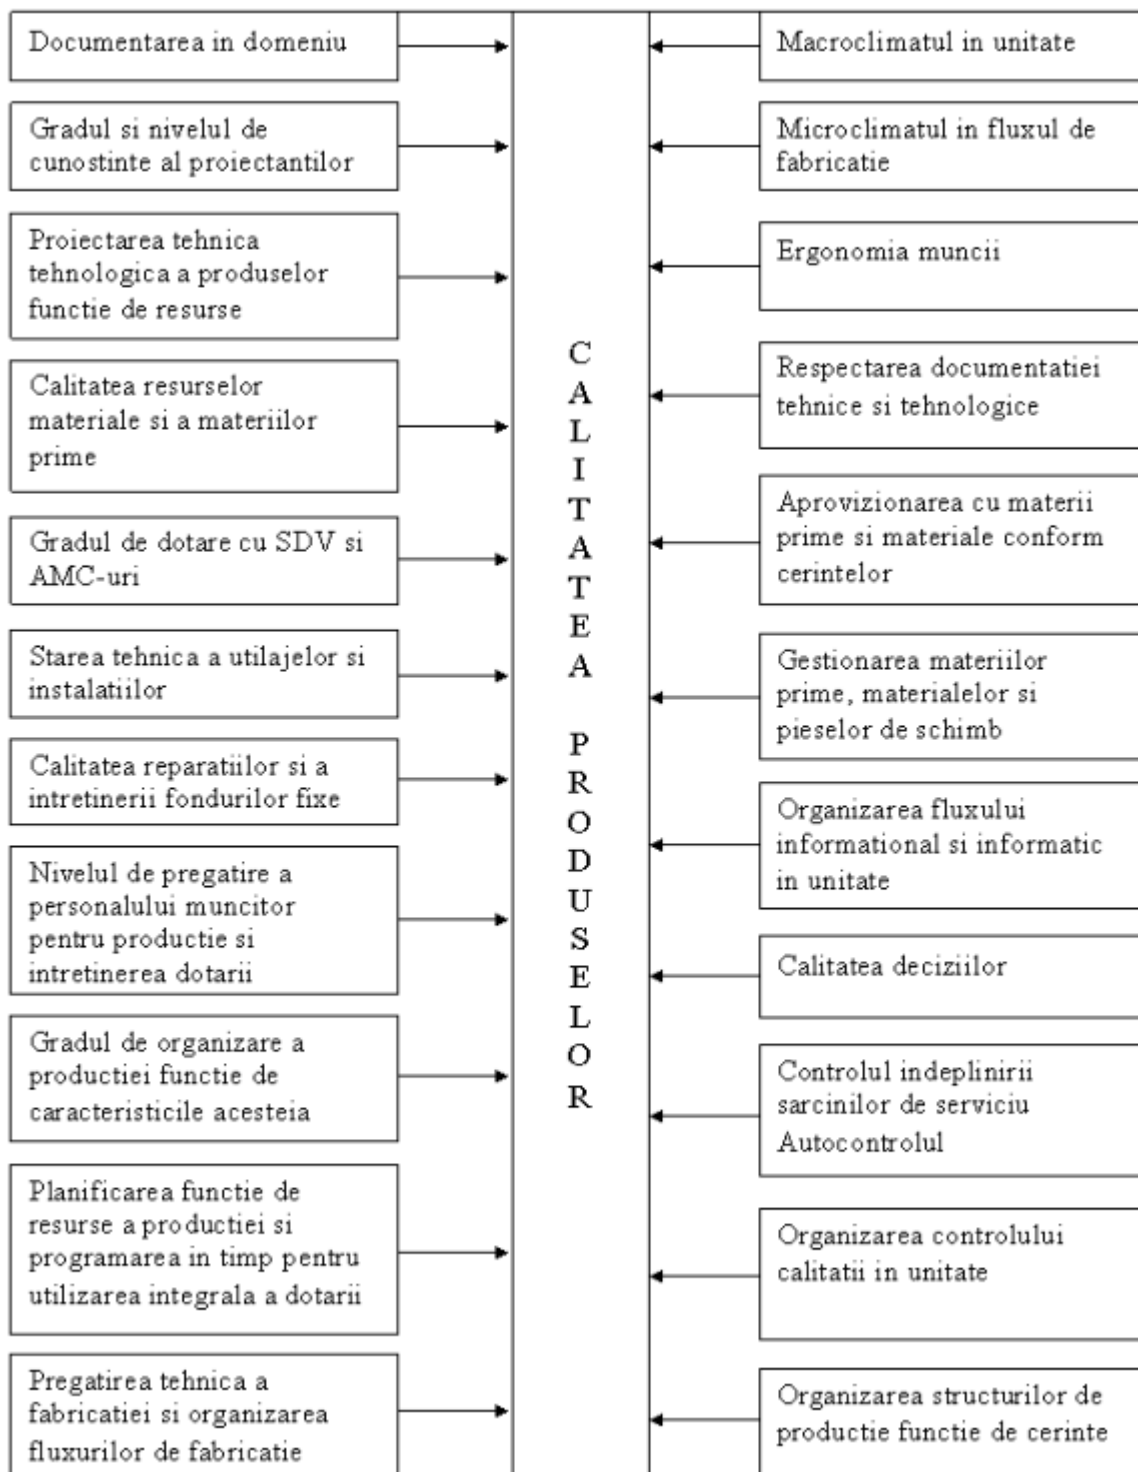 Documentarea in domeniu
Gradul si nivelul de
cunostinte al proiectantilor
Proiectarea tehnica
tehnologica a produselor
functie de resurse
Calitatea resurselor
materiale si a materiilor
prime
Gradul de dotare cu SDV si
AMC-uri
Starea tehnica a utilajelor si
instalatiilor
Calitatea reparatiilor si a
intretinerii fondurilor fixe
Nivelul de pregatire a
personalului muncitor
pentru productie si
intretinerea dotarii
Gradul de organizare a
productiei functie de
caracteristicile acesteia
Planificarea functie de
resurse a productiei si
programarea in timp pentru
utilizarea integrala a dotarii
Pregatirea tehnica a
fabricatiei si organizarea
fluxurilor de fabricatie
CALITATEA PRODUSELOR
Macroclimatul in unitate
Microclimatul in fluxul de
fabricatie
Ergonomia muncii
Respectarea documentatiei
tehnice si tehnologice
Aprovizionarea cu materii
prime si materiale conform
cerintelor
Gestionarea materiilor
prime, materialelor si
pieselor de schimb
Organizarea fluxului
informational si informatic
in unitate
Calitatea deciziilor
Controlul indeplinirii
sarcinilor de serviciu
Autocontrolul
Organizarea controlului
calitatii in unitate
Organizarea structurilor de
productie functie de cerinte